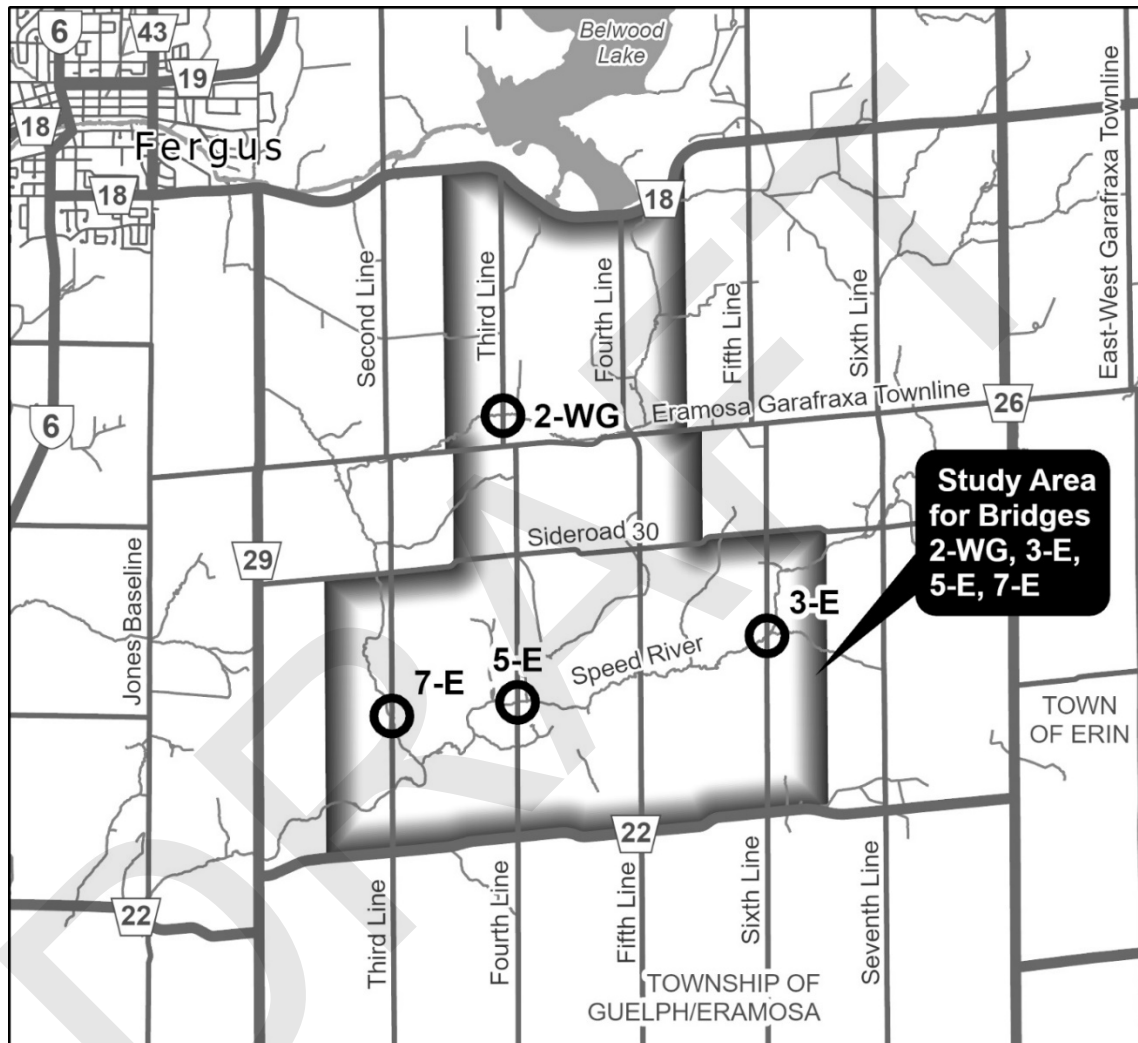 6
43
19
Belwood
Lake
18
Fergus
18
18
Second Line
Third Line
Fourth Line
Fifth Line
Sixth Line
East-West Garafraxa Townline
2-WG
Eramosa Garafraxa Townline
26
6
Study Area
for Bridges
2-WG, 3-E,
5-E, 7-E
Sideroad 30
29
Jones Baseline
3-E
5-E
Speed River
7-E
TOWN
OF ERIN
22
22
Third Line
Fourth Line
Fifth Line
Sixth Line
Seventh Line
TOWNSHIP OF
GUELPH/ERAMOSA
DRAFT